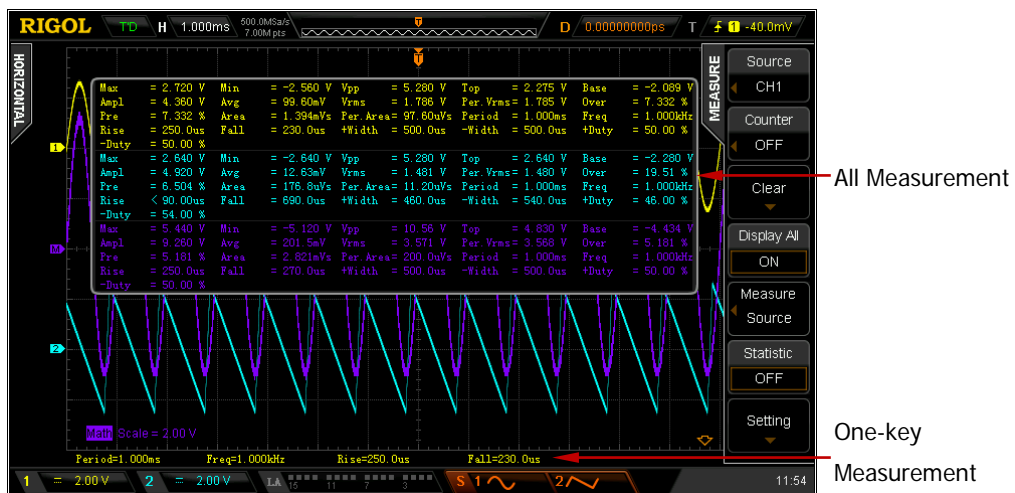 RIGOL T'D H 1.000ms 500.0MSa/s 7.00M pts D 0.00000000ps T 1 -40.0mV
HORIZONTAL
MEASURE
Max = 2.720 V Min = -2.560 V Vpp = 5.280 V Top = 2.275 V Base = -2.089 V
Ampl = 4.360 V Avg = 99.60mV Vrms = 1.786 V Per.Vrms= 1.785 V Over = 7.332 %
Pre = 7.332 % Area = 1.394mVs Per.Area= 97.60uVs Period = 1.000ms Freq = 1.000kHz
Rise = 250.0us Fall = 230.0us +Width = 500.0us -Width = 500.0us +Duty = 50.00 %
-Duty = 50.00 %
Max = 2.640 V Min = -2.640 V Vpp = 5.280 V Top = 2.640 V Base = -2.280 V
Ampl = 4.920 V Avg = 12.63mV Vrms = 1.481 V Per.Vrms= 1.480 V Over = 19.51 %
Pre = 6.504 % Area = 176.8uVs Per.Area= 11.20uVs Period = 1.000ms Freq = 1.000kHz
Rise < 90.00us Fall = 690.0us +Width = 460.0us -Width = 540.0us +Duty = 46.00 %
-Duty = 54.00 %
Max = 5.440 V Min = -5.120 V Vpp = 10.56 V Top = 4.830 V Base = -4.434 V
Ampl = 9.260 V Avg = 201.5mV Vrms = 3.571 V Per.Vrms= 3.568 V Over = 5.181 %
Pre = 5.181 % Area = 2.821mVs Per.Area= 200.0uVs Period = 1.000ms Freq = 1.000kHz
Rise = 250.0us Fall = 270.0us +Width = 500.0us -Width = 500.0us +Duty = 50.00 %
-Duty = 50.00 %
1
M
2
Math Scale = 2.00 V
Period=1.000ms Freq=1.000kHz Rise=250.0us Fall=230.0us
Source
CH1
Counter
OFF
Clear
Display All
ON
Measure
Source
Statistic
OFF
Setting
All Measurement
One-key
Measurement
1 = 2.00 V 2 = 2.00 V LA 15 11 7 3 S 1 2 11:54